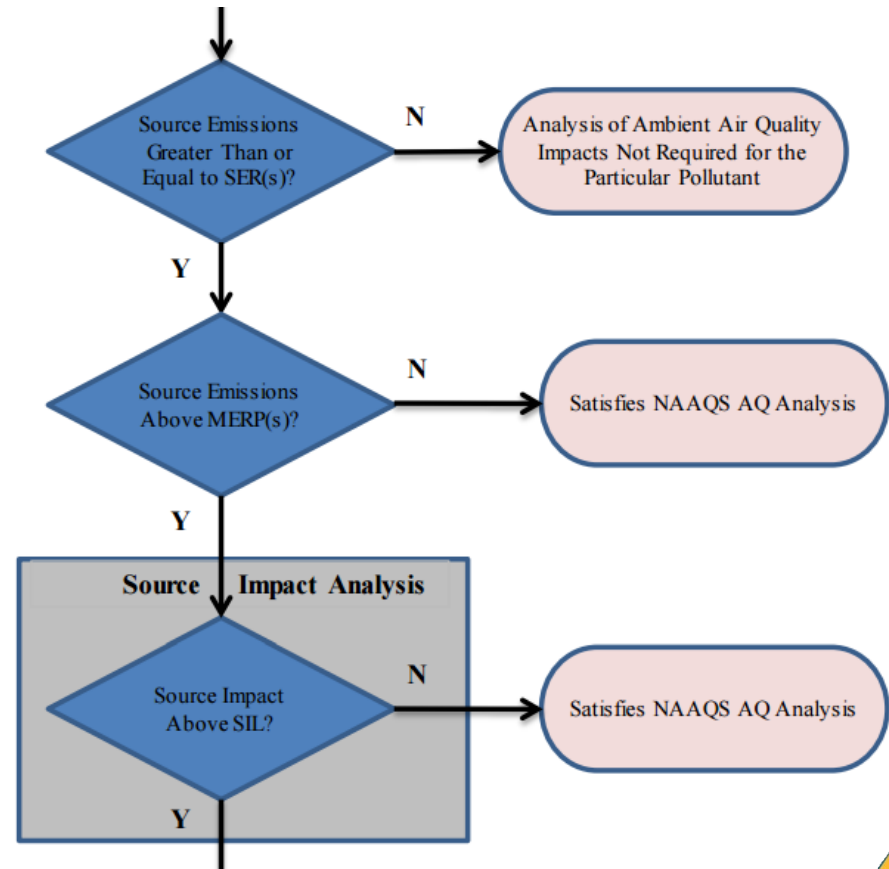 Source Emissions
Greater Than or
Equal to SER(s)?
N
Analysis of Ambient Air Quality
Impacts Not Required for the
Particular Pollutant
Y
Source Emissions
Above MERP(s)?
N
Satisfies NAAQS AQ Analysis
Y
Source Impact Analysis
Source Impact
Above SIL?
N
Satisfies NAAQS AQ Analysis
Y